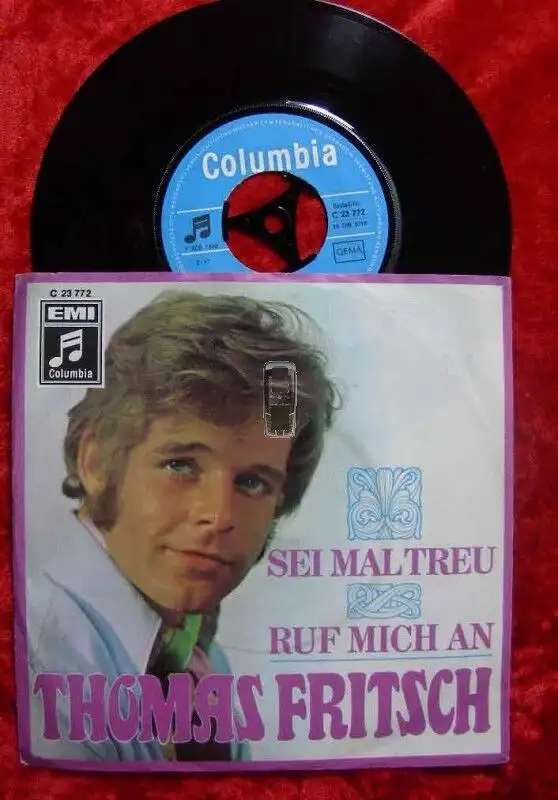 Columbia
C 23 772
GEMA
C 23 772
EMI
Columbia
SEI MAL TREU
RUF MICH AN
THOMAS FRITSCH